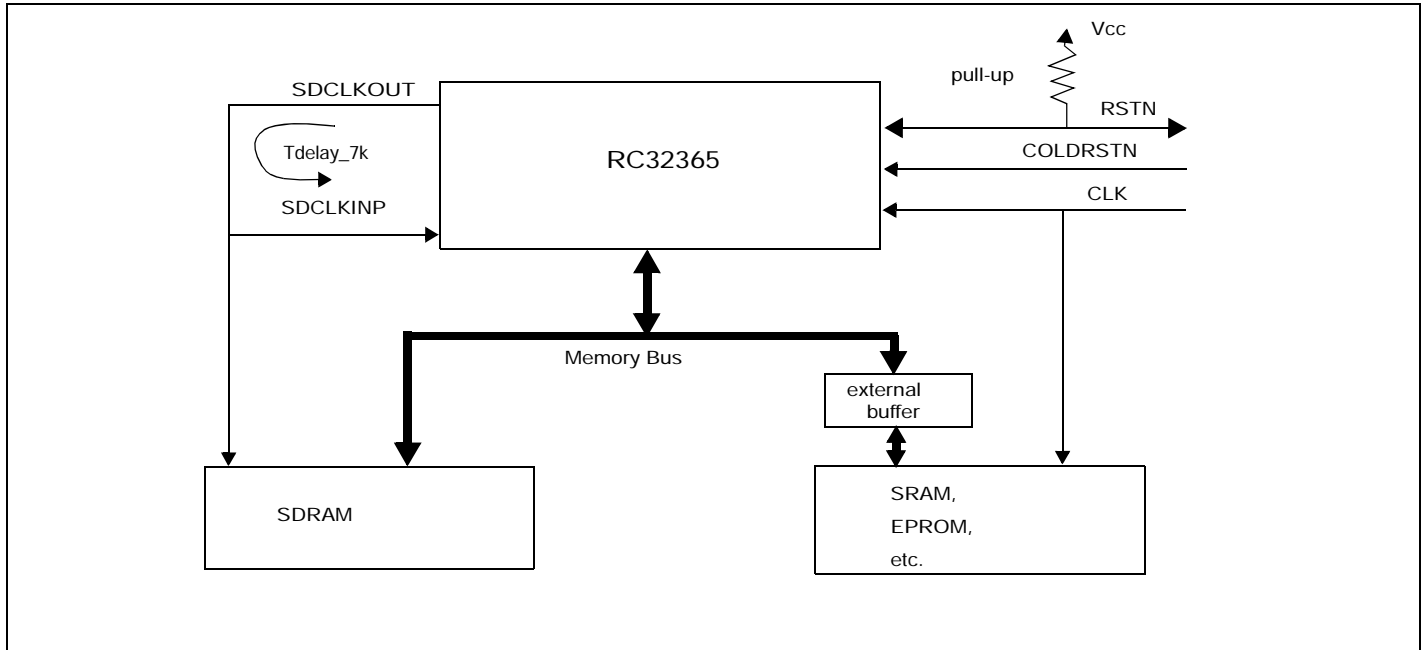 Vcc
pull-up
SDCLKOUT
RSTN
Tdelay_7k
RC32365
COLDRSTN
CLK
SDCLKINP
Memory Bus
external
buffer
SDRAM
SRAM,
EPROM,
etc.